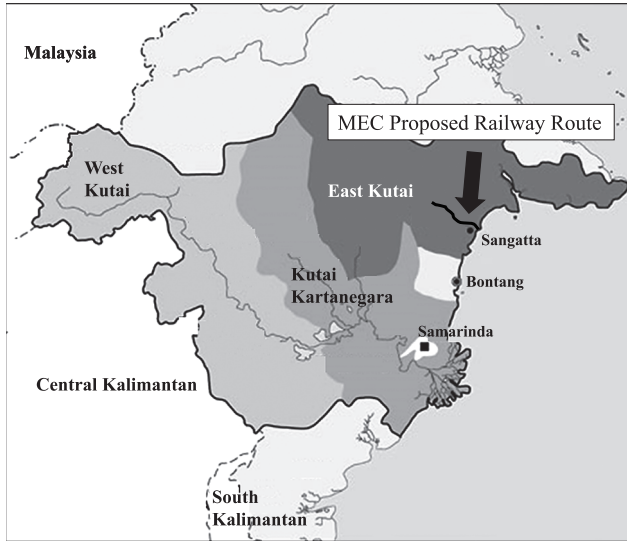 Malaysia
MEC Proposed Railway Route
West
Kutai
East Kutai
Sangatta
Kutai
Kartanegara
Bontang
Samarinda
Central Kalimantan
South
Kalimantan